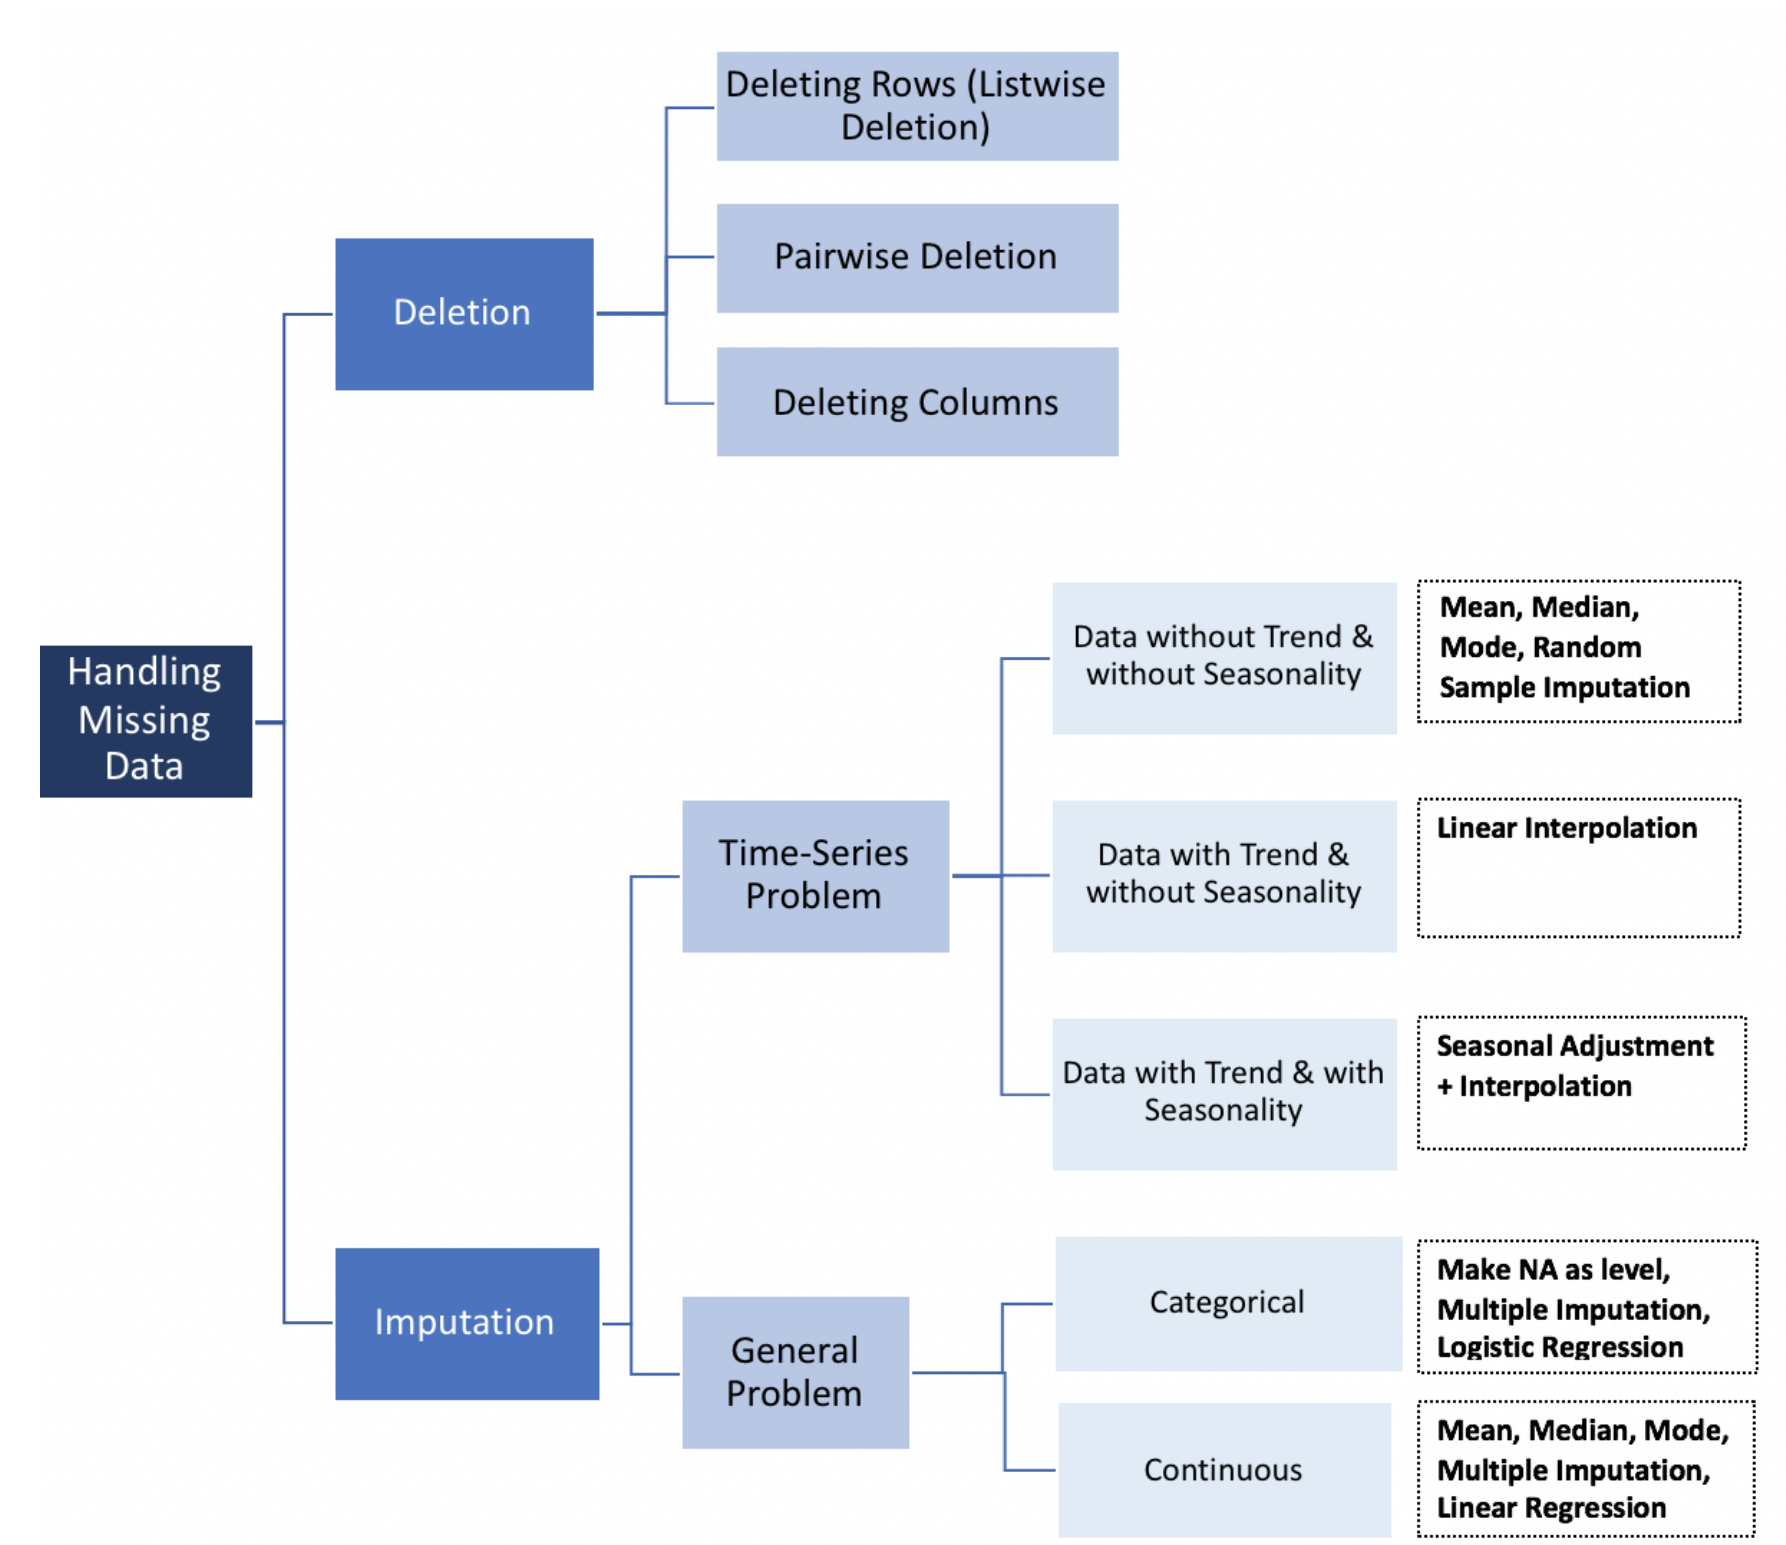 Deleting Rows (Listwise
Deletion)
Pairwise Deletion
Deletion
Deleting Columns
Handling
Missing
Data
Data without Trend &
without Seasonality
Mean, Median,
Mode, Random
Sample Imputation
Time-Series
Problem
Data with Trend &
without Seasonality
Linear Interpolation
Data with Trend & with
Seasonality
Seasonal Adjustment
+ Interpolation
Imputation
General
Problem
Categorical
Make NA as level,
Multiple Imputation,
Logistic Regression
Continuous
Mean, Median, Mode,
Multiple Imputation,
Linear Regression